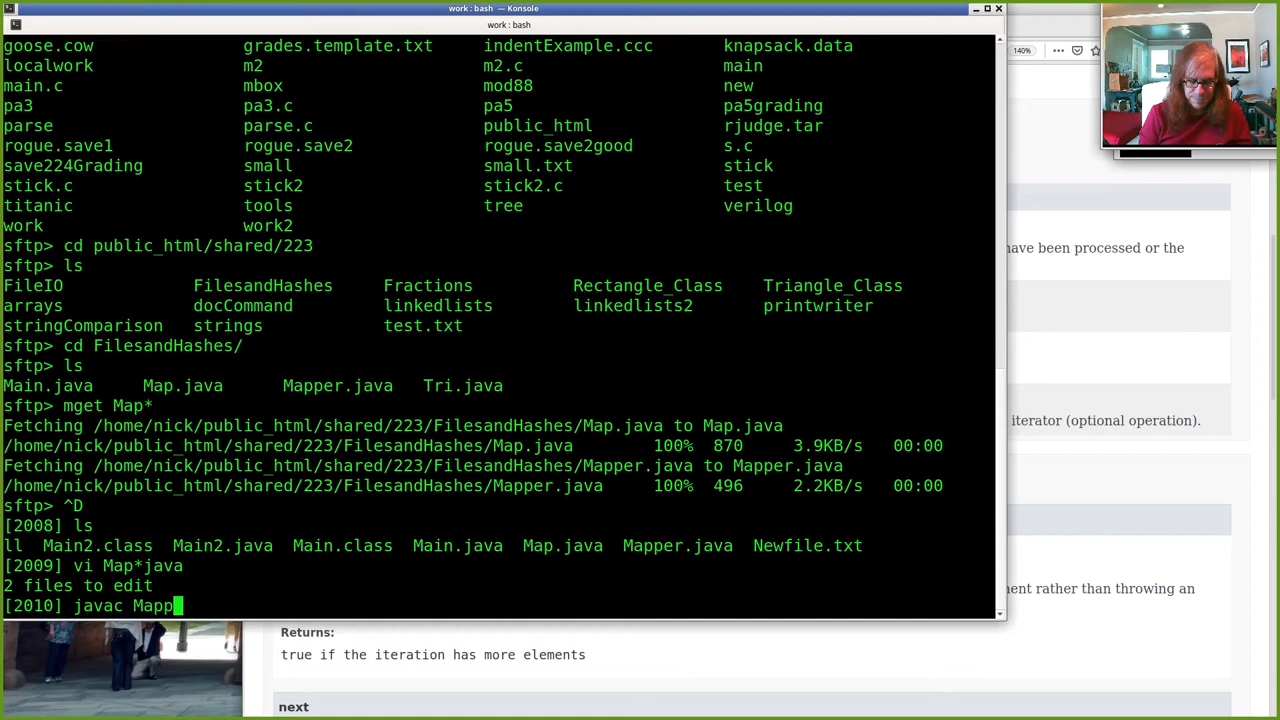 work : bash — Konsole
work : bash
goose.cow grades.template.txt indentExample.ccc knapsack.data
localwork m2 m2.c main
main.c mbox mod88 new
pa3 pa3.c pa5 pa5grading
parse parse.c public_html rjudge.tar
rogue.save1 rogue.save2 rogue.save2good s.c
save224Grading small small.txt stick
stick.c stick2 stick2.c test
titanic tools tree verilog
work work2
sftp> cd public_html/shared/223
sftp> ls
FileIO FilesandHashes Fractions Rectangle_Class Triangle_Class
arrays docCommand linkedlists linkedlists2 printwriter
stringComparison strings test.txt
sftp> cd FilesandHashes/
sftp> ls
Main.java Map.java Mapper.java Tri.java
sftp> mget Map*
Fetching /home/nick/public_html/shared/223/FilesandHashes/Map.java to Map.java
/home/nick/public_html/shared/223/FilesandHashes/Map.java 100% 870 3.9KB/s 00:00
Fetching /home/nick/public_html/shared/223/FilesandHashes/Mapper.java to Mapper.java
/home/nick/public_html/shared/223/FilesandHashes/Mapper.java 100% 496 2.2KB/s 00:00
sftp> ^D
[2008] ls
ll Main2.class Main2.java Main.class Main.java Map.java Mapper.java Newfile.txt
[2009] vi Map*java
2 files to edit
[2010] javac Mapp
140%
have been processed or the
iterator (optional operation).
ent rather than throwing an
Returns:
true if the iteration has more elements
next